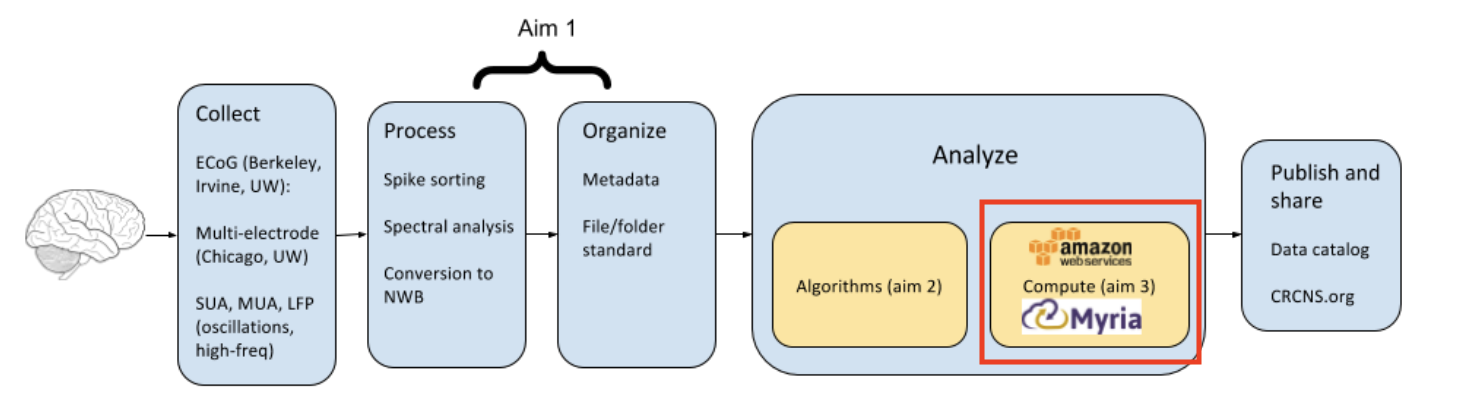 Aim 1
Collect
ECoG (Berkeley,
Irvine, UW):
Multi-electrode
(Chicago, UW)
SUA, MUA, LFP
(oscillations,
high-freq)
Process
Spike sorting
Spectral analysis
Conversion to
NWB
Organize
Metadata
File/folder
standard
Analyze
Algorithms (aim 2)
amazon
webservices
Compute (aim 3)
Myria
Publish and
share
Data catalog
CRCNS.org